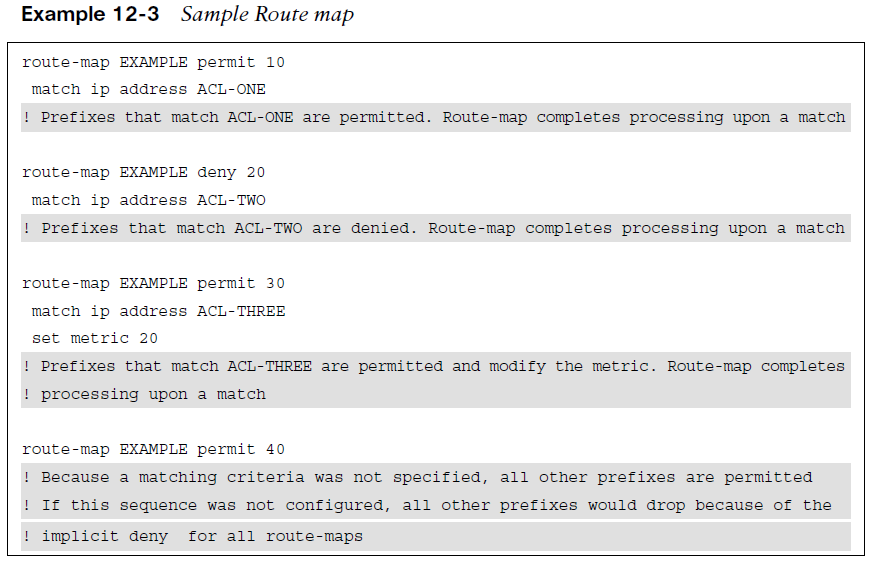 Example 12-3 Sample Route map
route-map EXAMPLE permit 10
match ip address ACL-ONE
! Prefixes that match ACL-ONE are permitted. Route-map completes processing upon a match
route-map EXAMPLE deny 20
match ip address ACL-TWO
! Prefixes that match ACL-TWO are denied. Route-map completes processing upon a match
route-map EXAMPLE permit 30
match ip address ACL-THREE
set metric 20
! Prefixes that match ACL-THREE are permitted and modify the metric. Route-map completes
! processing upon a match
route-map EXAMPLE permit 40
! Because a matching criteria was not specified, all other prefixes are permitted
! If this sequence was not configured, all other prefixes would drop because of the
! implicit deny for all route-maps